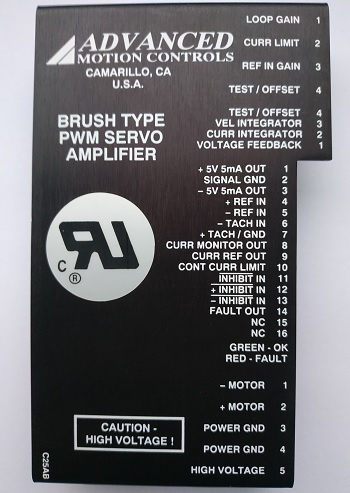 ADVANCED
MOTION CONTROLS
CAMARILLO, CA
U.S.A.
BRUSH TYPE
PWM SERVO
AMPLIFIER
C RU ®
CAUTION -
HIGH VOLTAGE !
C25AB
LOOP GAIN 1
CURR LIMIT 2
REF IN GAIN 3
TEST / OFFSET 4
TEST / OFFSET 4
VEL INTEGRATOR 3
CURR INTEGRATOR 2
VOLTAGE FEEDBACK 1
+ 5V 5mA OUT 1
SIGNAL GND 2
– 5V 5mA OUT 3
+ REF IN 4
– REF IN 5
– TACH IN 6
+ TACH / GND 7
CURR MONITOR OUT 8
CURR REF OUT 9
CONT CURR LIMIT 10
INHIBIT IN 11
+ INHIBIT IN 12
– INHIBIT IN 13
FAULT OUT 14
NC 15
NC 16
GREEN - OK
RED - FAULT
– MOTOR 1
+ MOTOR 2
POWER GND 3
POWER GND 4
HIGH VOLTAGE 5